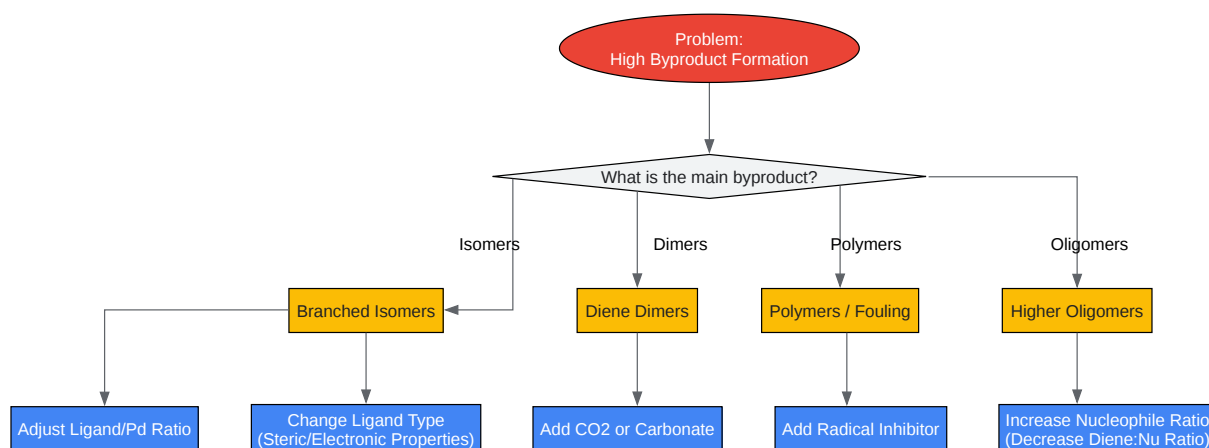 Problem:
High Byproduct Formation
What is the main byproduct?
Isomers
Dimers
Polymers
Oligomers
Branched Isomers
Diene Dimers
Polymers / Fouling
Higher Oligomers
Adjust Ligand/Pd Ratio
Change Ligand Type
(Steric/Electronic Properties)
Add CO2 or Carbonate
Add Radical Inhibitor
Increase Nucleophile Ratio
(Decrease Diene:Nu Ratio)